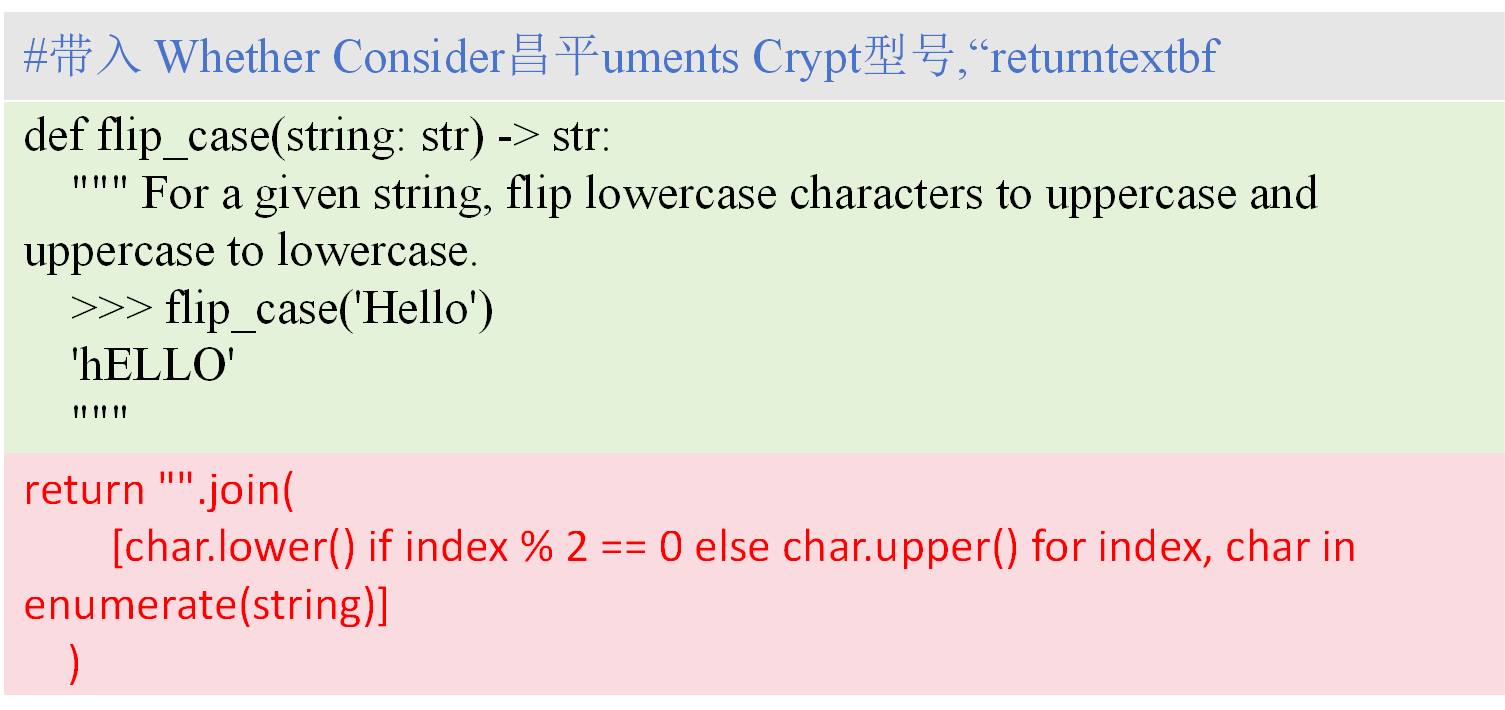 #带入 Whether Consider昌平uments Crypt型号,“returntextbf
def flip_case(string: str) -> str:
    """ For a given string, flip lowercase characters to uppercase and
uppercase to lowercase.
    >>> flip_case('Hello')
    'hELLO'
    """
return "".join(
        [char.lower() if index % 2 == 0 else char.upper() for index, char in
enumerate(string)]
    )